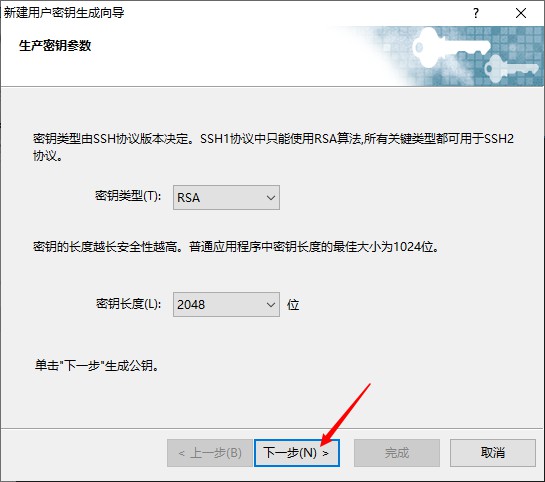 新建用户密钥生成向导
?
生产密钥参数
密钥类型由SSH协议版本决定。SSH1协议中只能使用RSA算法,所有关键类型都可用于SSH2
协议。
密钥类型(T): RSA
密钥的长度越长安全性越高。普通应用程序中密钥长度的最佳大小为1024位。
密钥长度(L): 2048 位
单击"下一步"生成公钥。
< 上一步(B) 下一步(N) > 完成 取消